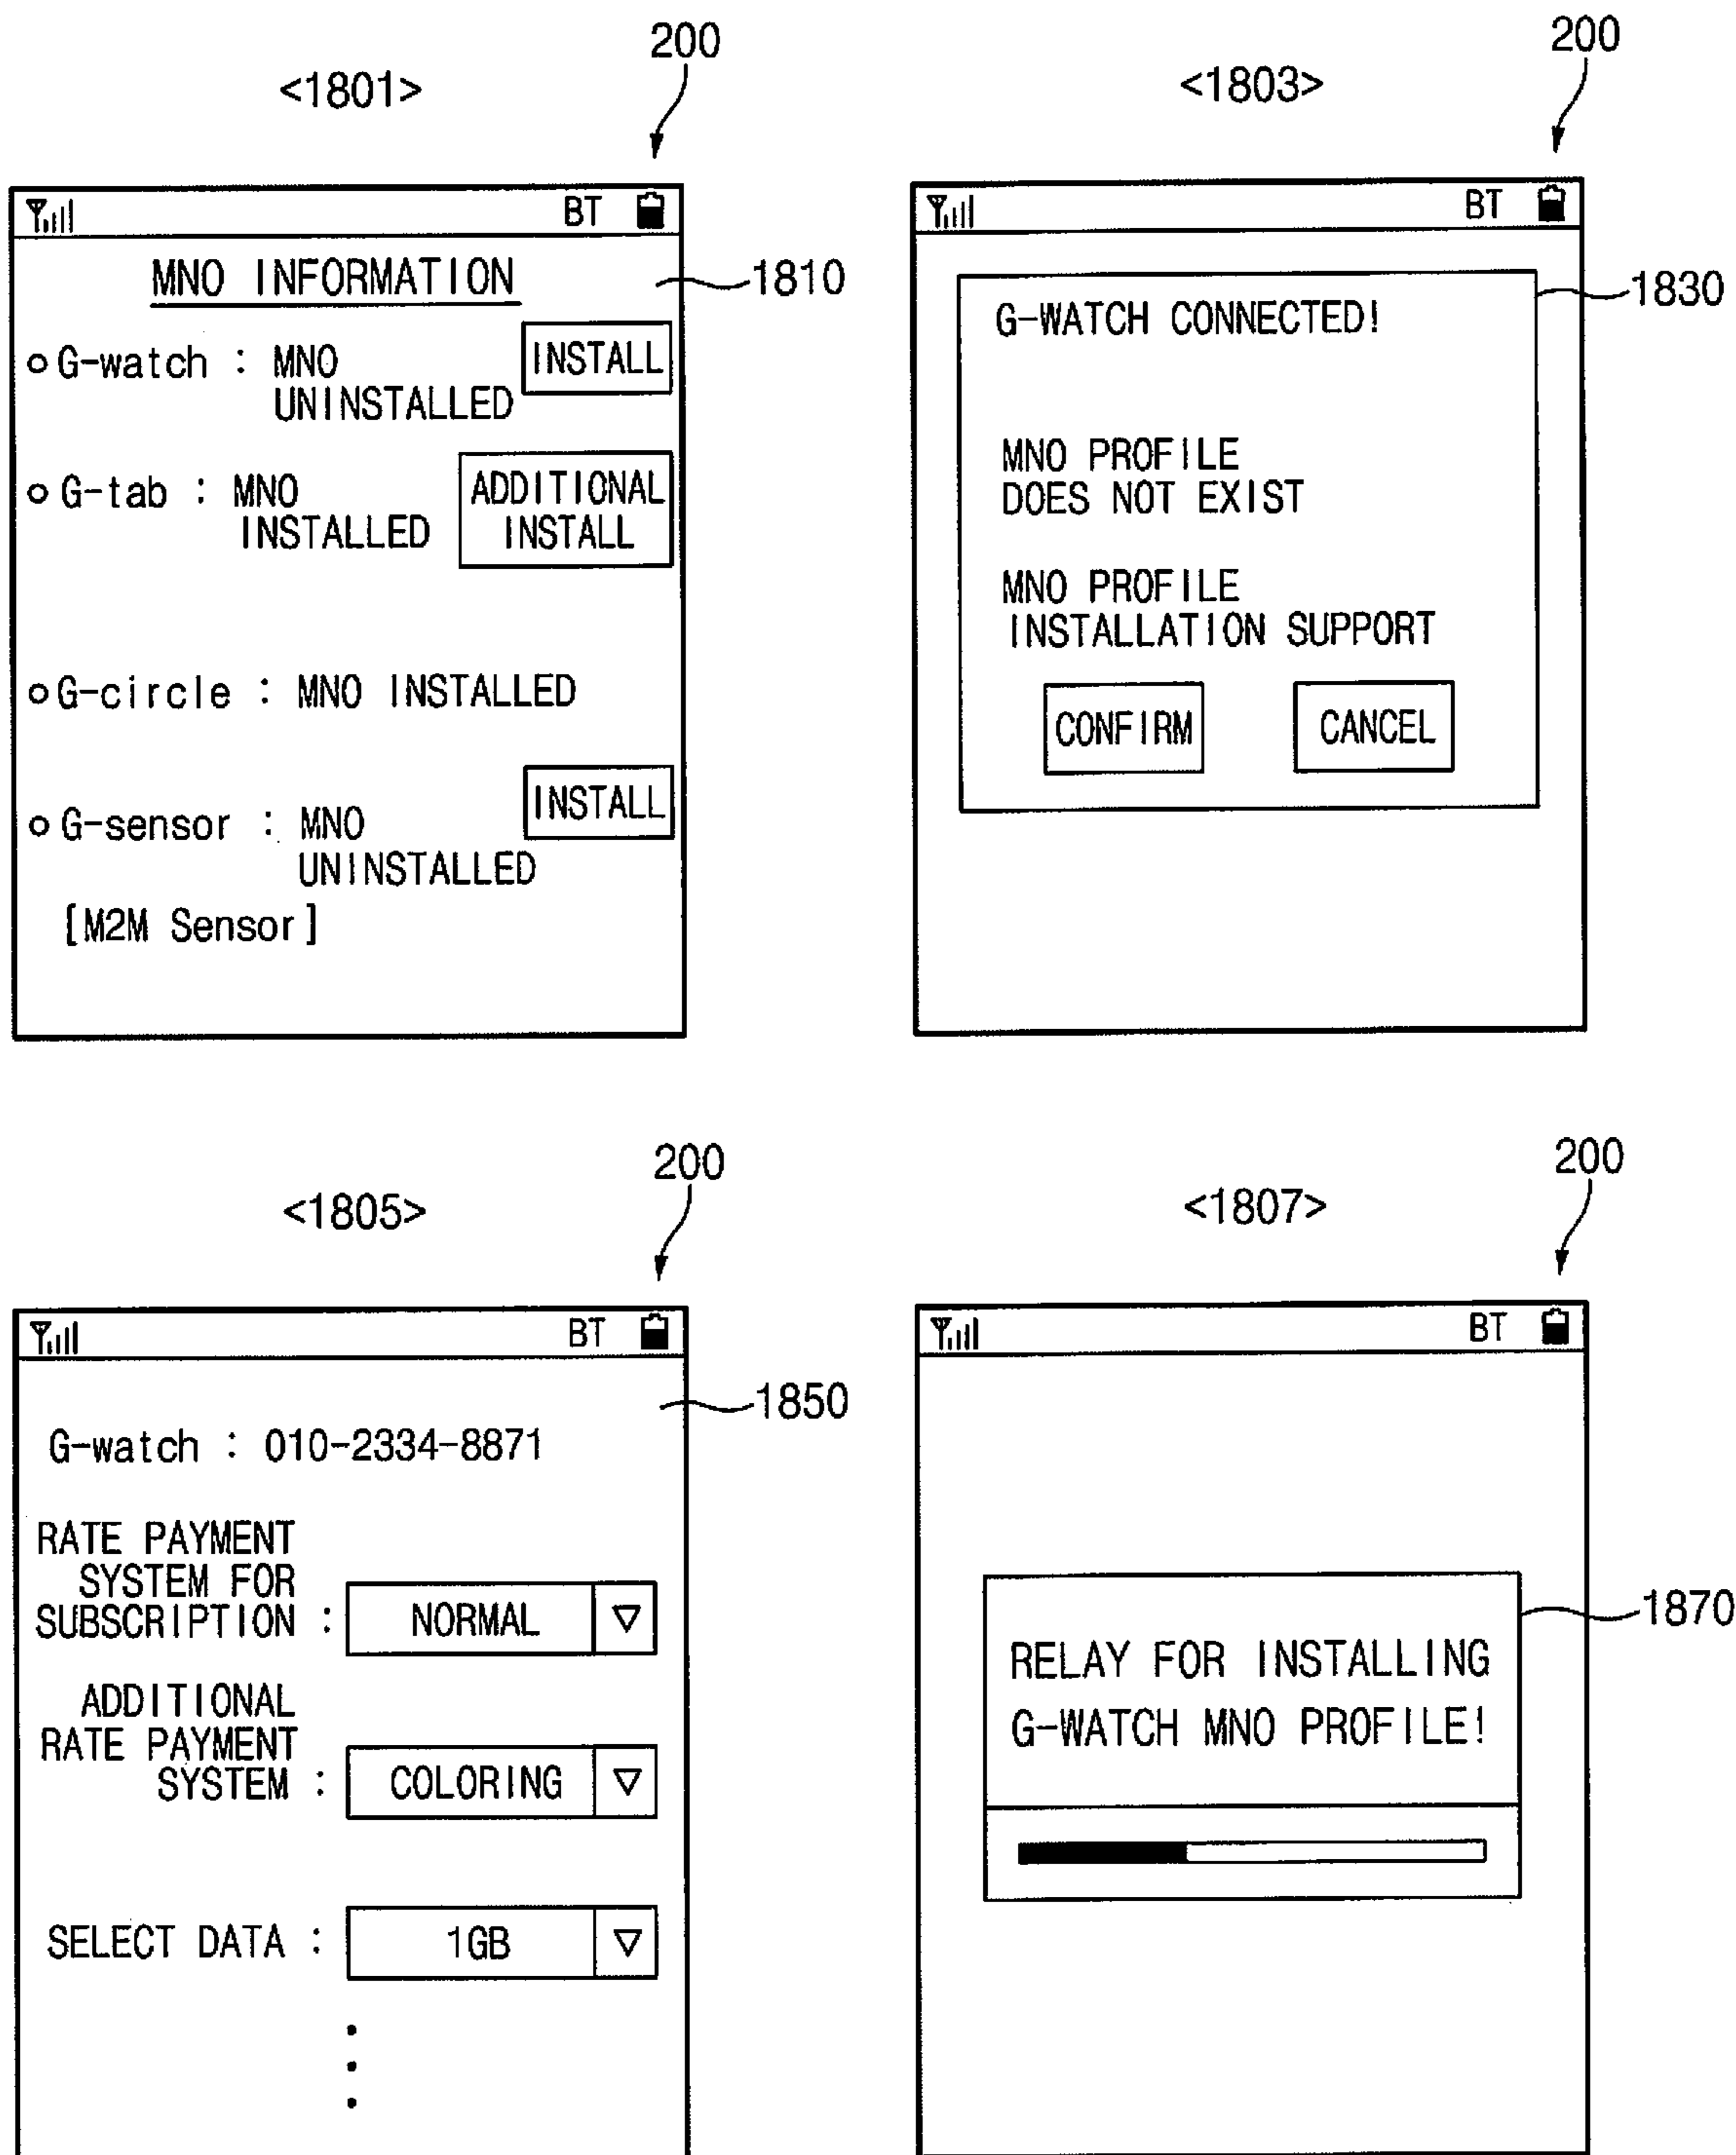 200
<1801>
BT
MNO INFORMATION
1810
G-watch : MNO
UNINSTALLED
INSTALL
G-tab : MNO
INSTALLED
ADDITIONAL
INSTALL
G-circle : MNO INSTALLED
G-sensor : MNO
UNINSTALLED
INSTALL
[M2M Sensor]
200
<1803>
BT
1830
G-WATCH CONNECTED!
MNO PROFILE
DOES NOT EXIST
MNO PROFILE
INSTALLATION SUPPORT
CONFIRM
CANCEL
200
<1805>
BT
1850
G-watch : 010-2334-8871
RATE PAYMENT
SYSTEM FOR
SUBSCRIPTION :
NORMAL
ADDITIONAL
RATE PAYMENT
SYSTEM :
COLORING
SELECT DATA :
1GB
200
<1807>
BT
1870
RELAY FOR INSTALLING
G-WATCH MNO PROFILE!